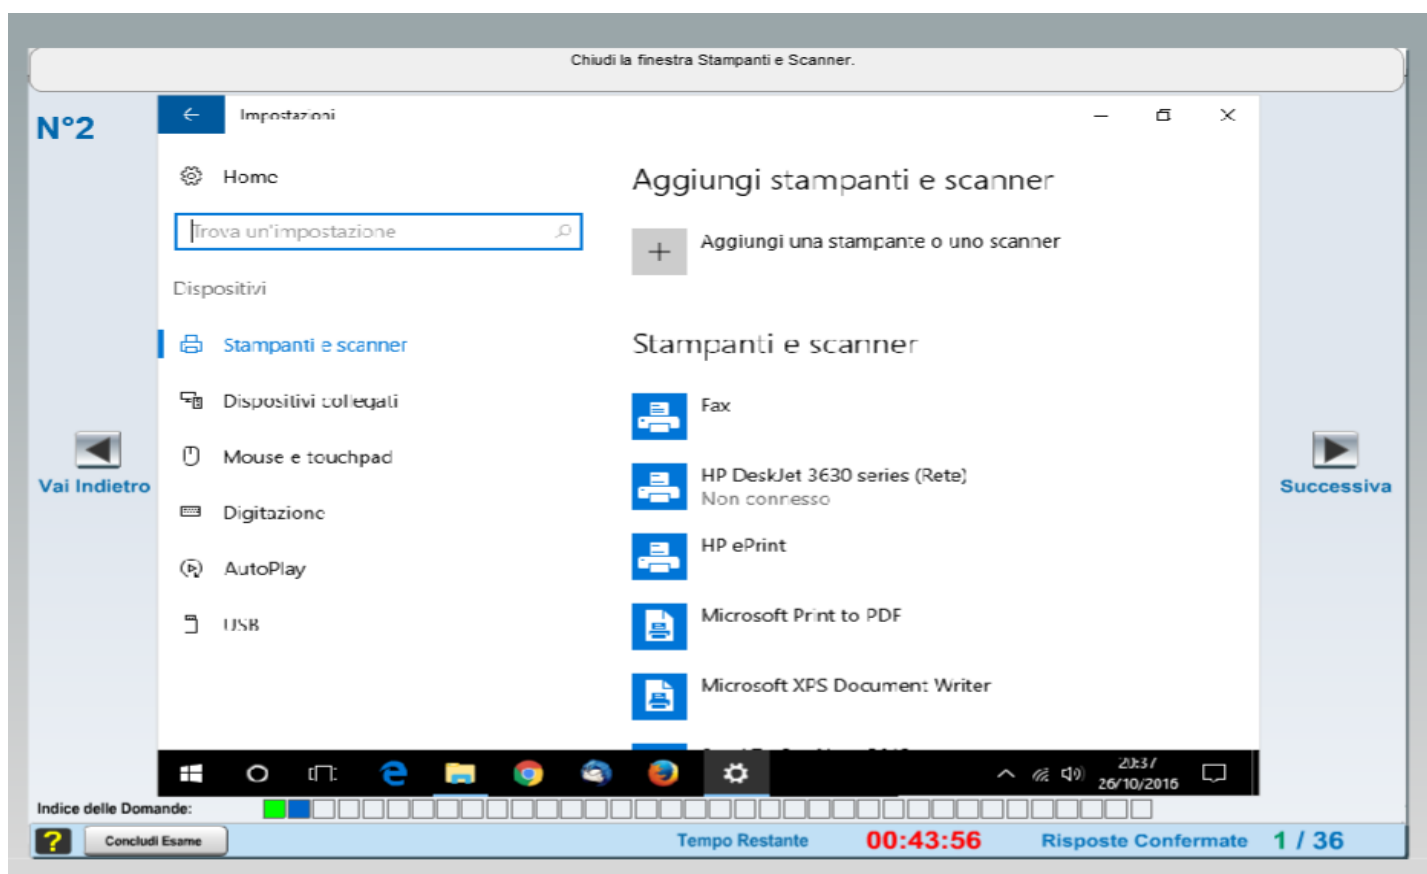 Chiudi la finestra Stampanti e Scanner.
N°2
Impostazioni
Home
Trova un'impostazione
Dispositivi
Stampanti e scanner
Dispositivi collegati
Mouse e touchpad
Digitazione
AutoPlay
USB
Aggiungi stampanti e scanner
Aggiungi una stampante o uno scanner
Stampanti e scanner
Fax
HP DeskJet 3630 series (Rete)
Non connesso
HP ePrint
Microsoft Print to PDF
Microsoft XPS Document Writer
Vai Indietro
Successiva
20:37
26/10/2016
Indice delle Domande:
?
Concludi Esame
Tempo Restante 00:43:56 Risposte Confermate 1 / 36